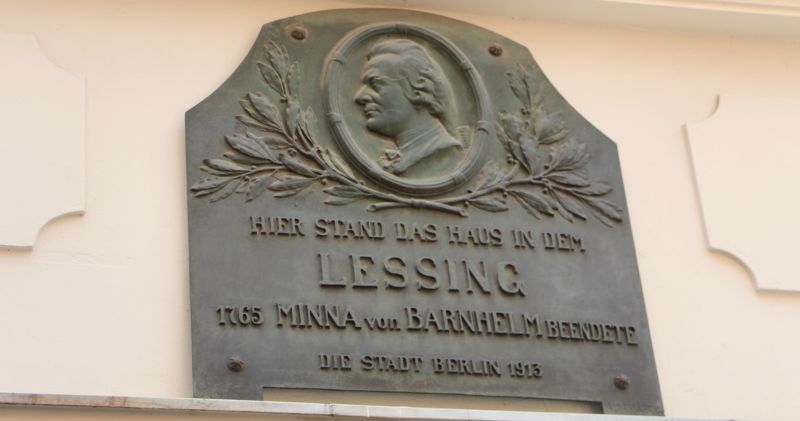 HIER STAND DAS HAUS IN DEM
LESSING
1765 MINNA von BARNHELM BEENDETE
DIE STADT BERLIN 1913